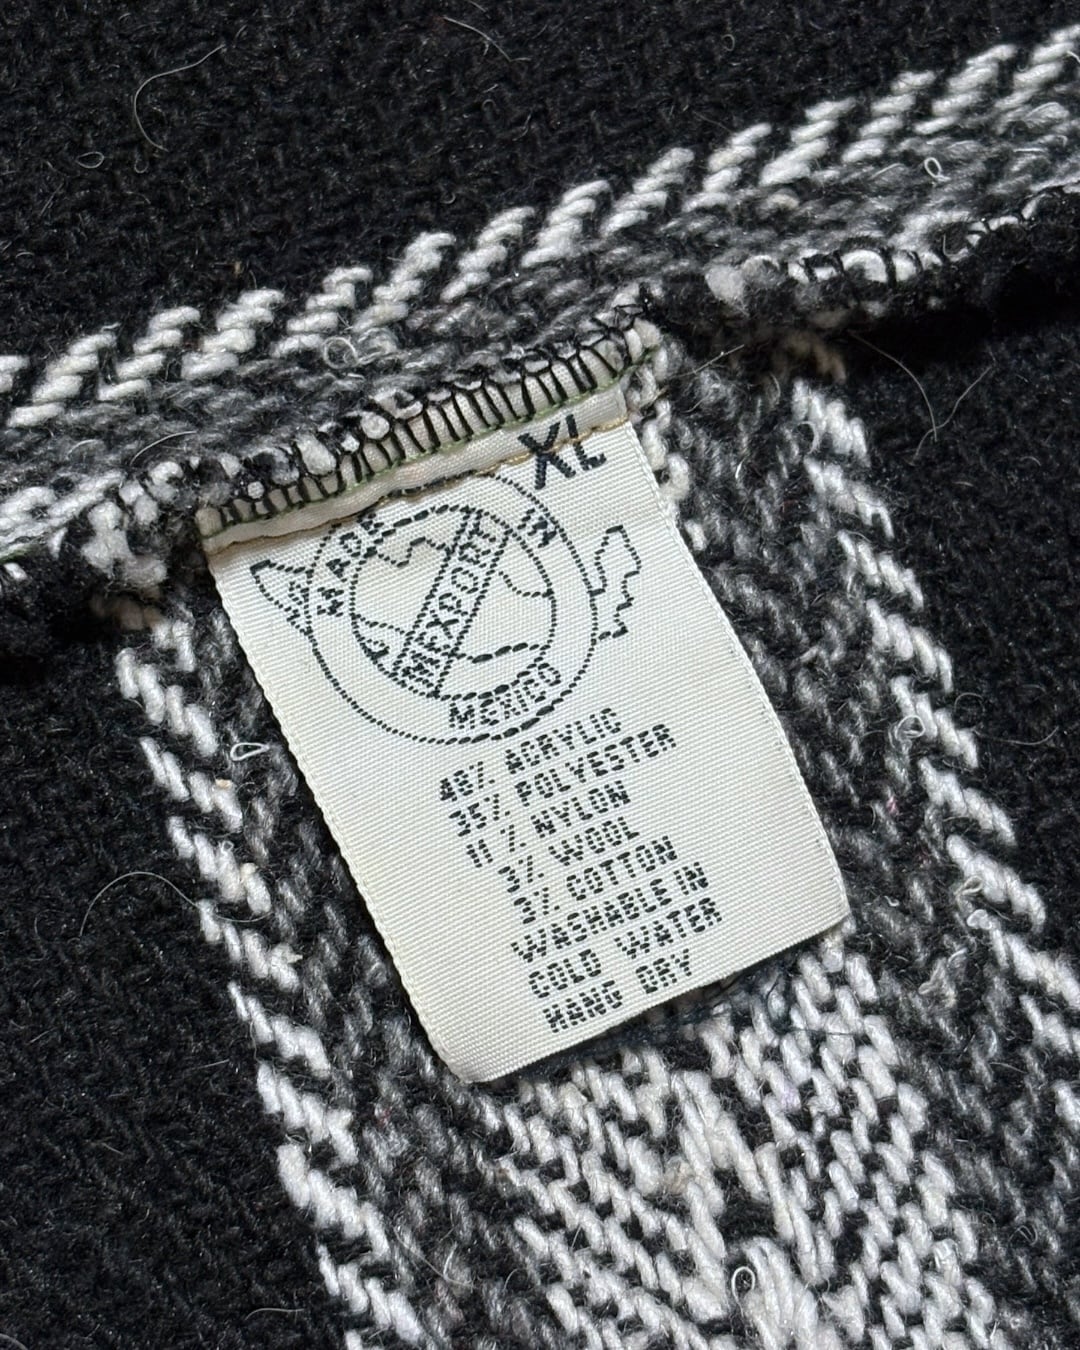 XL
MADE IN
MEXPORT
MEXICO
48% ACRYLIC
35% POLYESTER
11% NYLON
3% WOOL
3% COTTON
WASHABLE IN
COLD WATER
HANG DRY